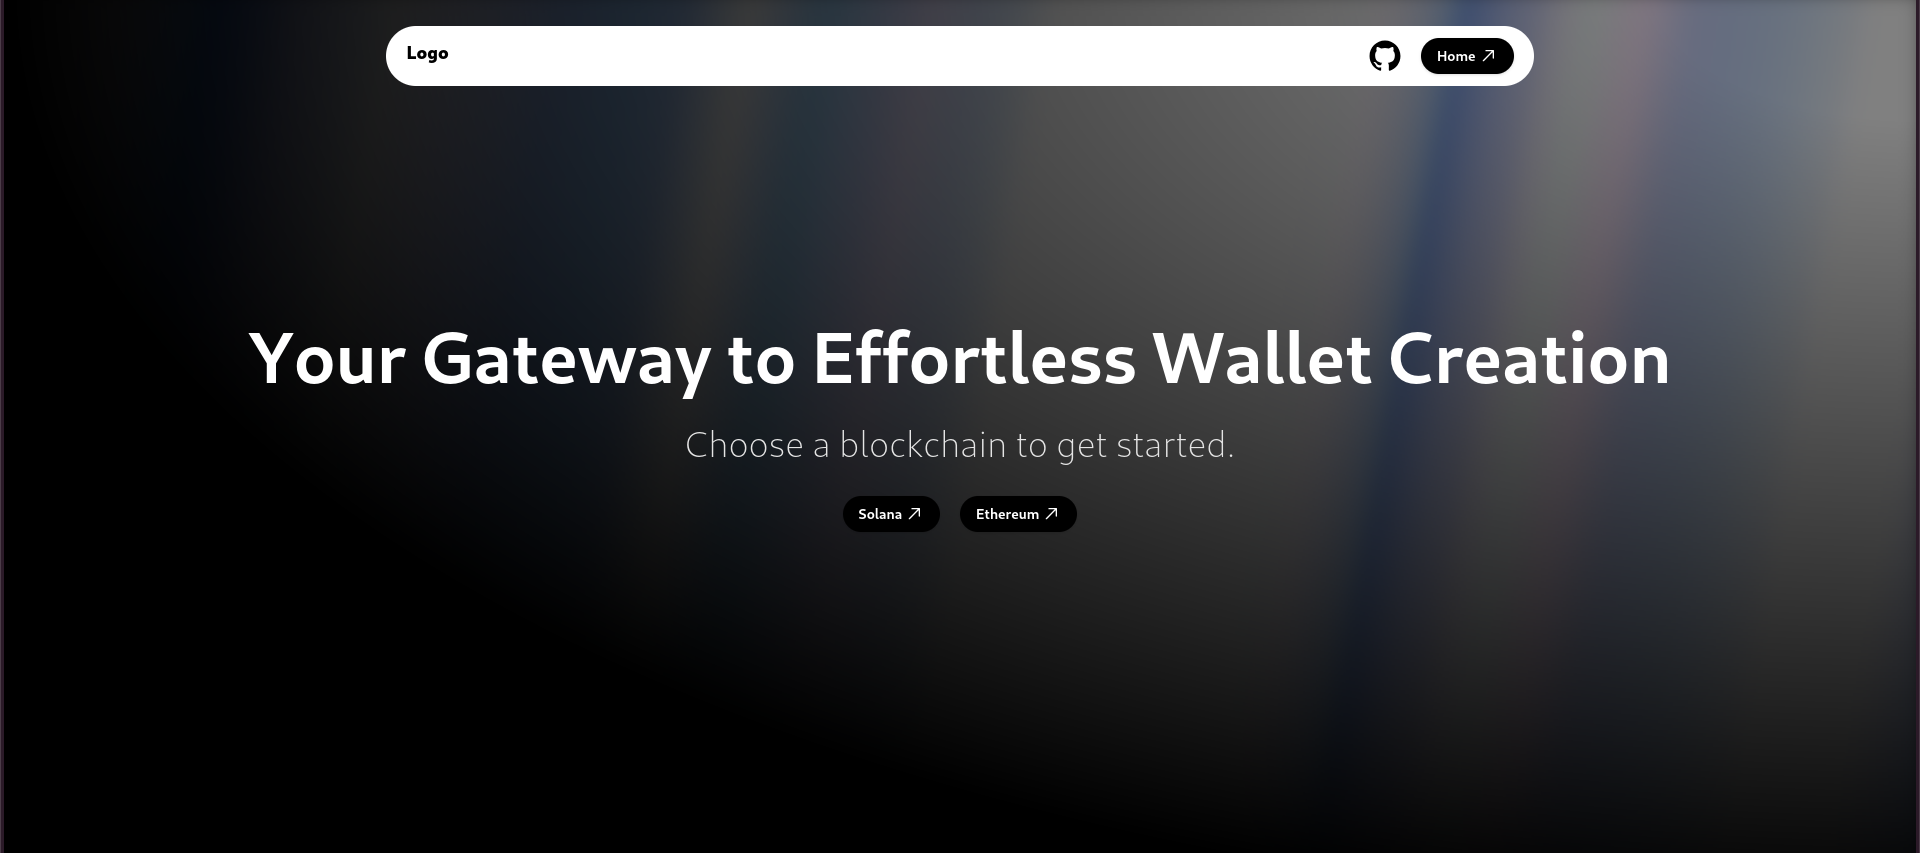 Logo
Home
Your Gateway to Effortless Wallet Creation
Choose a blockchain to get started.
Solana
Ethereum